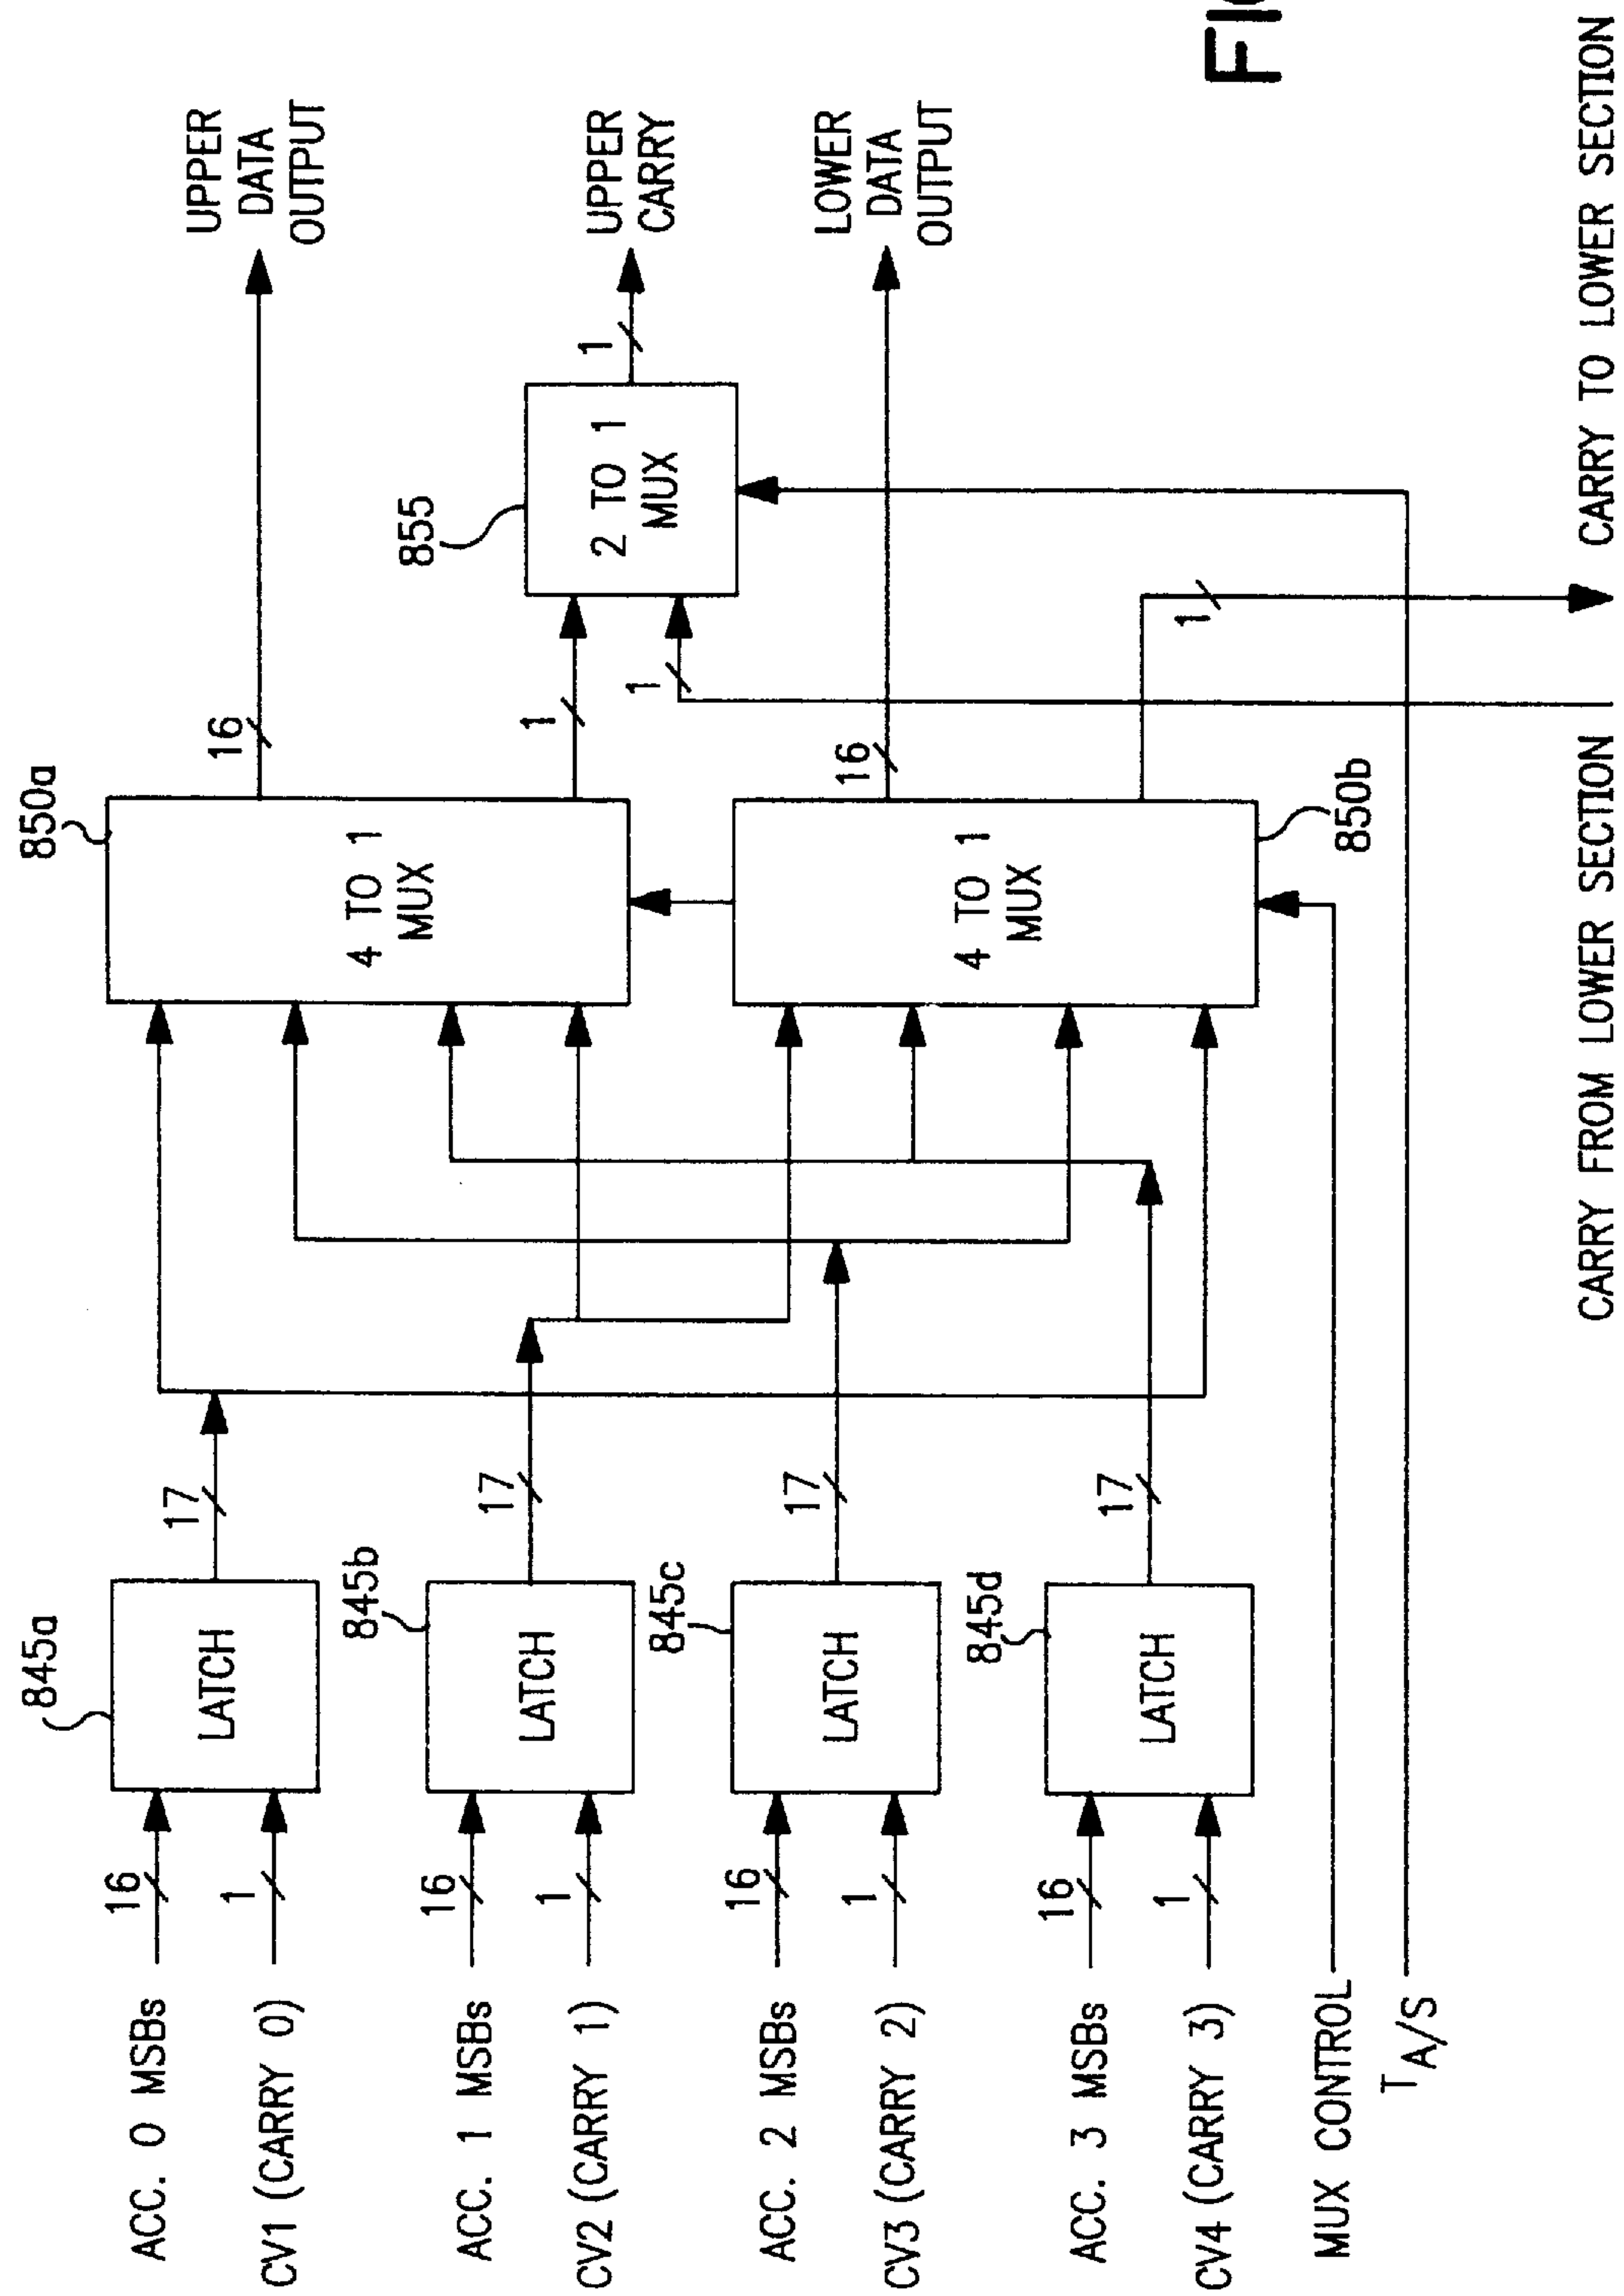 845a
ACC. 0 MSBs
16
CV1 (CARRY 0)
1
LATCH
17
845b
ACC. 1 MSBs
16
CV2 (CARRY 1)
1
LATCH
17
845c
ACC. 2 MSBs
16
CV3 (CARRY 2)
1
LATCH
17
845d
ACC. 3 MSBs
16
CV4 (CARRY 3)
1
LATCH
17
MUX CONTROL
T A/S
850a
4 TO 1
MUX
16
1
4 TO 1
MUX
850b
16
1
1
855
2 TO 1
MUX
1
UPPER
DATA
OUTPUT
UPPER
CARRY
LOWER
DATA
OUTPUT
CARRY FROM LOWER SECTION
CARRY TO LOWER SECTION